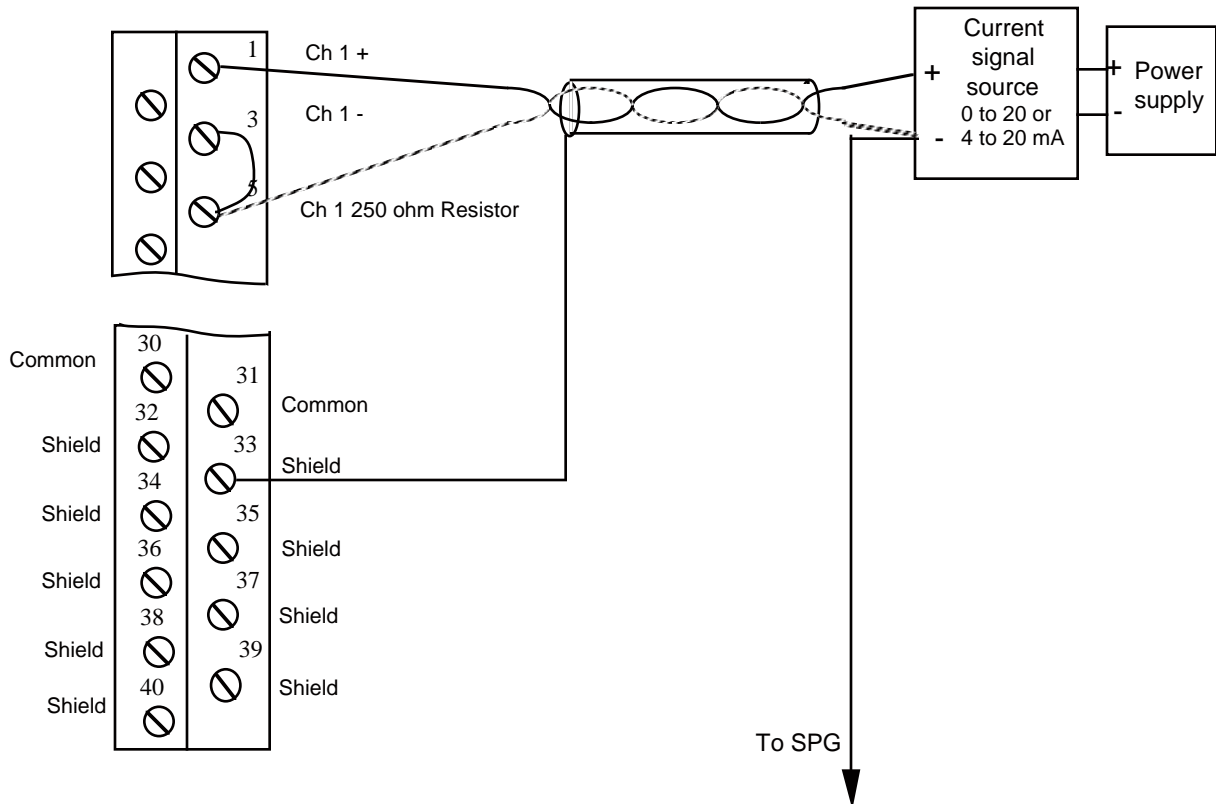 1
Ch 1 +
3
Ch 1 -
5
Ch 1 250 ohm Resistor
+
-
Current
signal
source
0 to 20 or
4 to 20 mA
+
-
Power
supply
30
Common
31
Common
32
Shield
33
Shield
34
Shield
35
Shield
36
Shield
37
Shield
38
Shield
39
Shield
40
Shield
To SPG